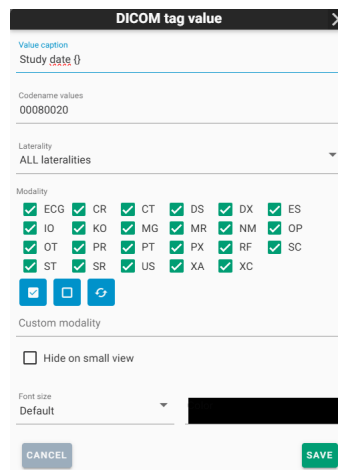 DICOM tag value
Value caption
Study date {}
Codename values
00080020
Laterality
ALL lateralities
Modality
ECG CR CT DS DX ES
IO KO MG MR NM OP
OT PR PT PX RF SC
ST SR US XA XC
Custom modality
Hide on small view
Font size
Default
CANCEL SAVE